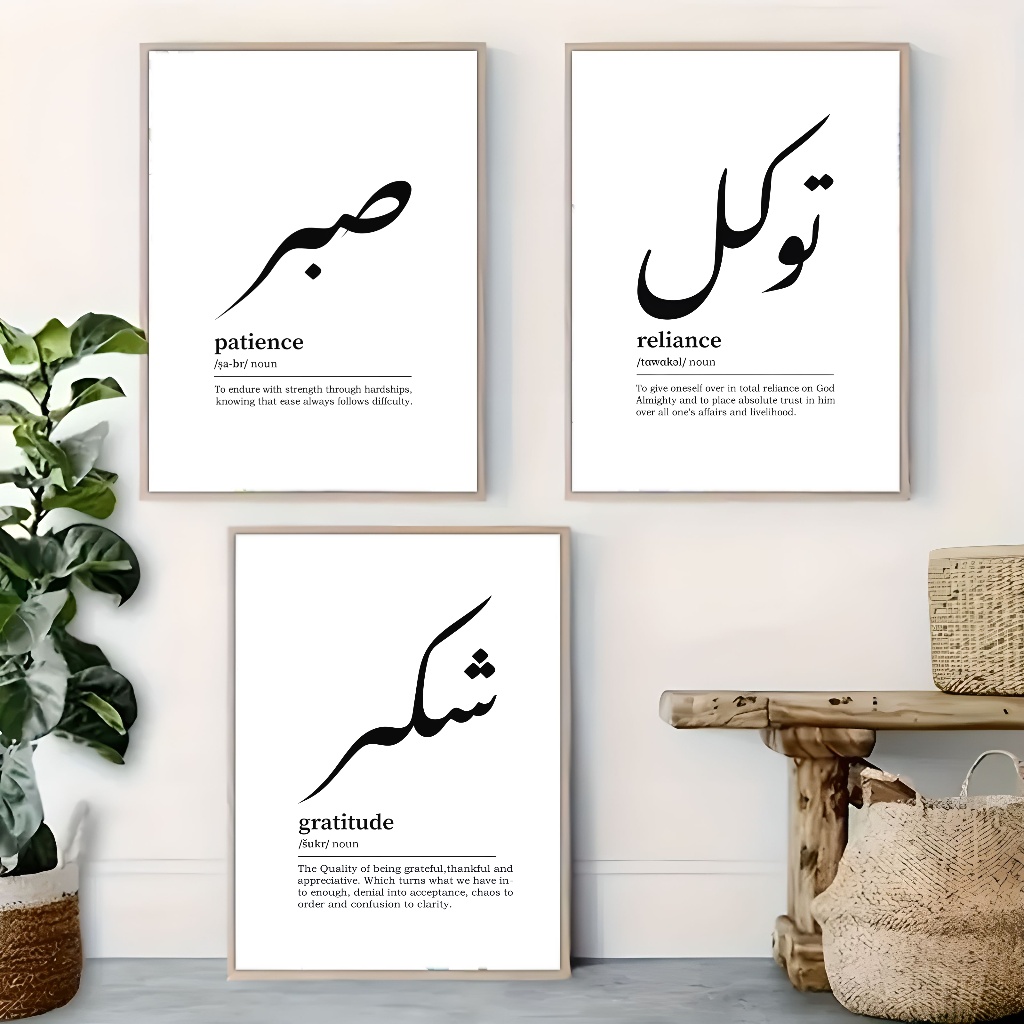 صبر
patience
/ṣa-br/ noun
To endure with strength through hardships,
knowing that ease always follows diffculty.
توكل
reliance
/tawakəl/ noun
To give oneself over in total reliance on God
Almighty and to place absolute trust in him
over all one's affairs and livelihood.
شكر
gratitude
/šukr/ noun
The Quality of being grateful,thankful and
appreciative. Which turns what we have in-
to enough, denial into acceptance, chaos to
order and confusion to clarity.